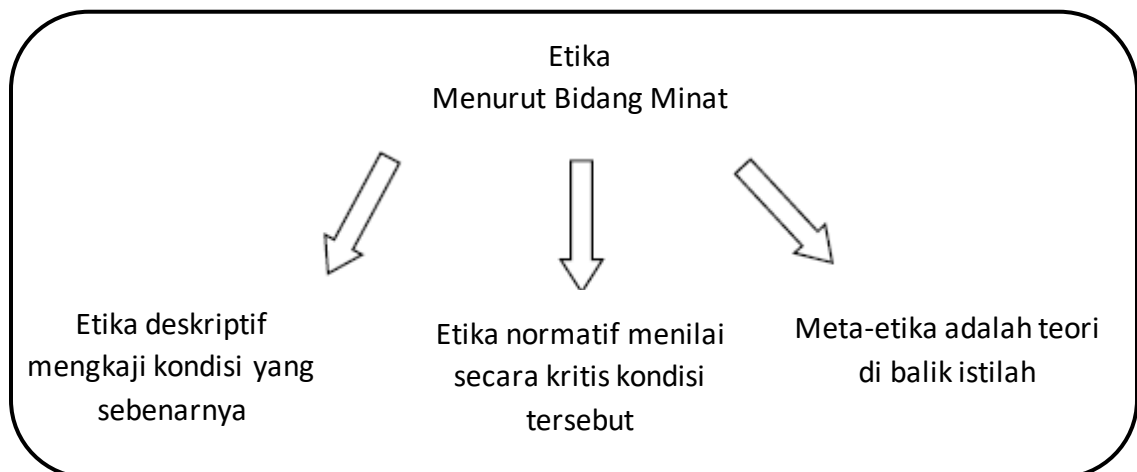 Etika
Menurut Bidang Minat
Etika deskriptif
mengkaji kondisi yang
sebenarnya
Etika normatif menilai
secara kritis kondisi
tersebut
Meta-etika adalah teori
di balik istilah